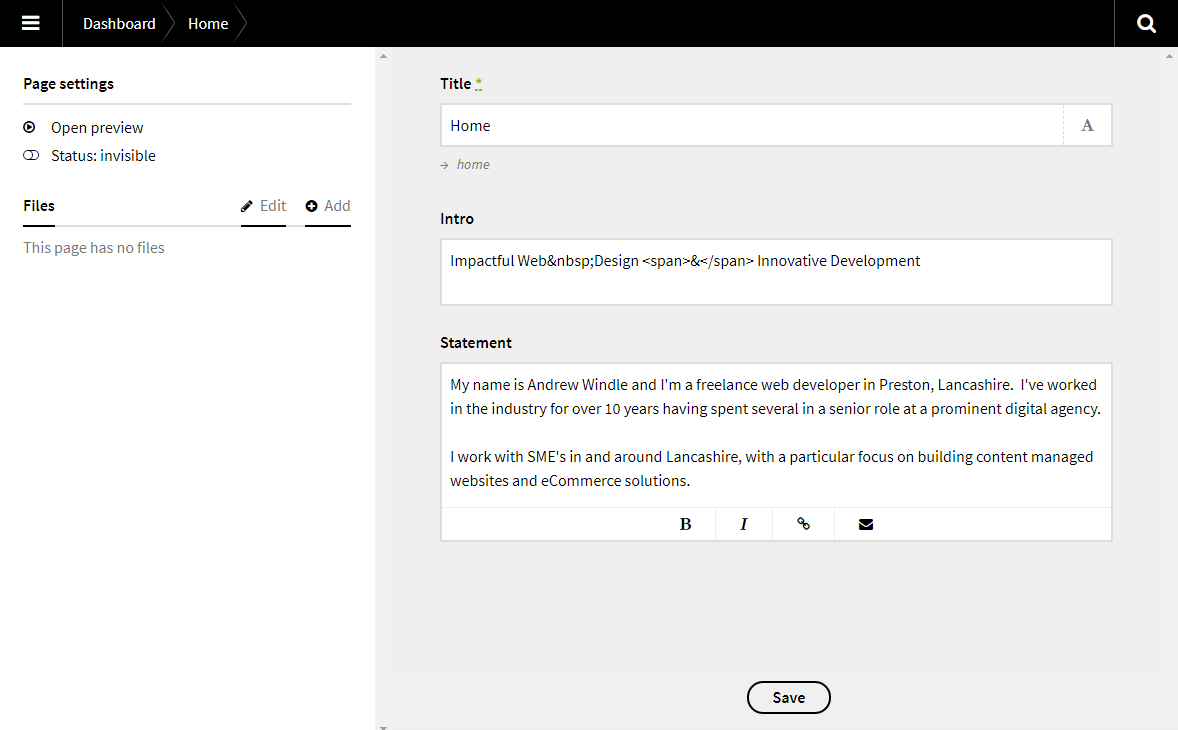 Dashboard Home
Page settings
Open preview
Status: invisible
Files Edit Add
This page has no files
Title *
Home A
→ home
Intro
Impactful Web&nbsp;Design <span>&</span> Innovative Development
Statement
My name is Andrew Windle and I'm a freelance web developer in Preston, Lancashire.  I've worked
in the industry for over 10 years having spent several in a senior role at a prominent digital agency.
I work with SME's in and around Lancashire, with a particular focus on building content managed
websites and eCommerce solutions.
B I
Save